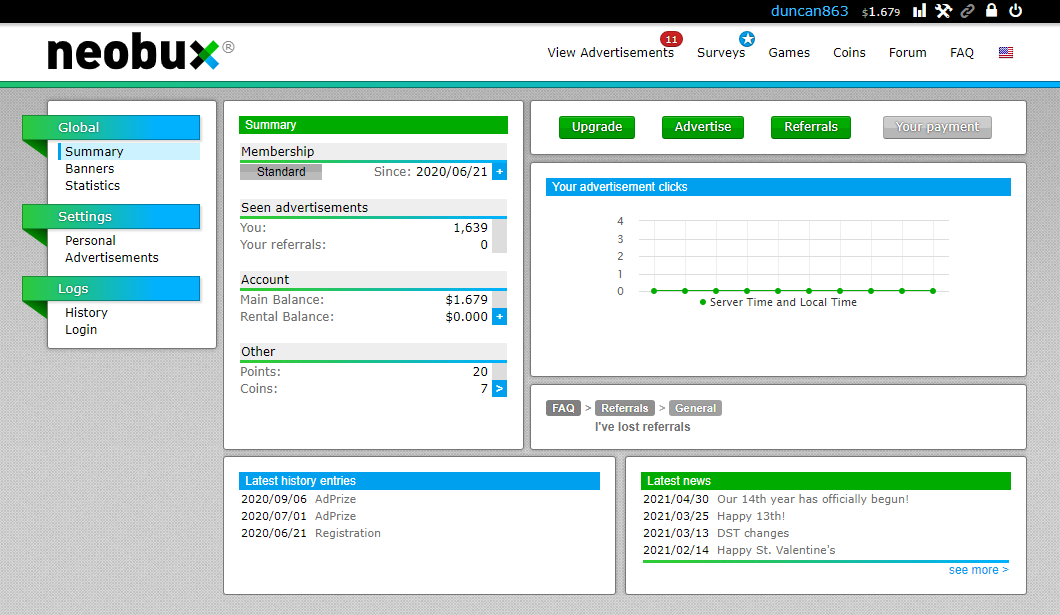 duncan863 $1.679
neobux®
View Advertisements 11 Surveys Games Coins Forum FAQ
Global
Summary
Banners
Statistics
Settings
Personal
Advertisements
Logs
History
Login
Summary
Membership
Standard Since: 2020/06/21 +
Seen advertisements
You: 1,639
Your referrals: 0
Account
Main Balance: $1.679
Rental Balance: $0.000 +
Other
Points: 20
Coins: 7 >
Upgrade Advertise Referrals Your payment
Your advertisement clicks
4
3
2
1
0
Server Time and Local Time
FAQ > Referrals > General
I've lost referrals
Latest history entries
2020/09/06 AdPrize
2020/07/01 AdPrize
2020/06/21 Registration
Latest news
2021/04/30 Our 14th year has officially begun!
2021/03/25 Happy 13th!
2021/03/13 DST changes
2021/02/14 Happy St. Valentine's
see more >